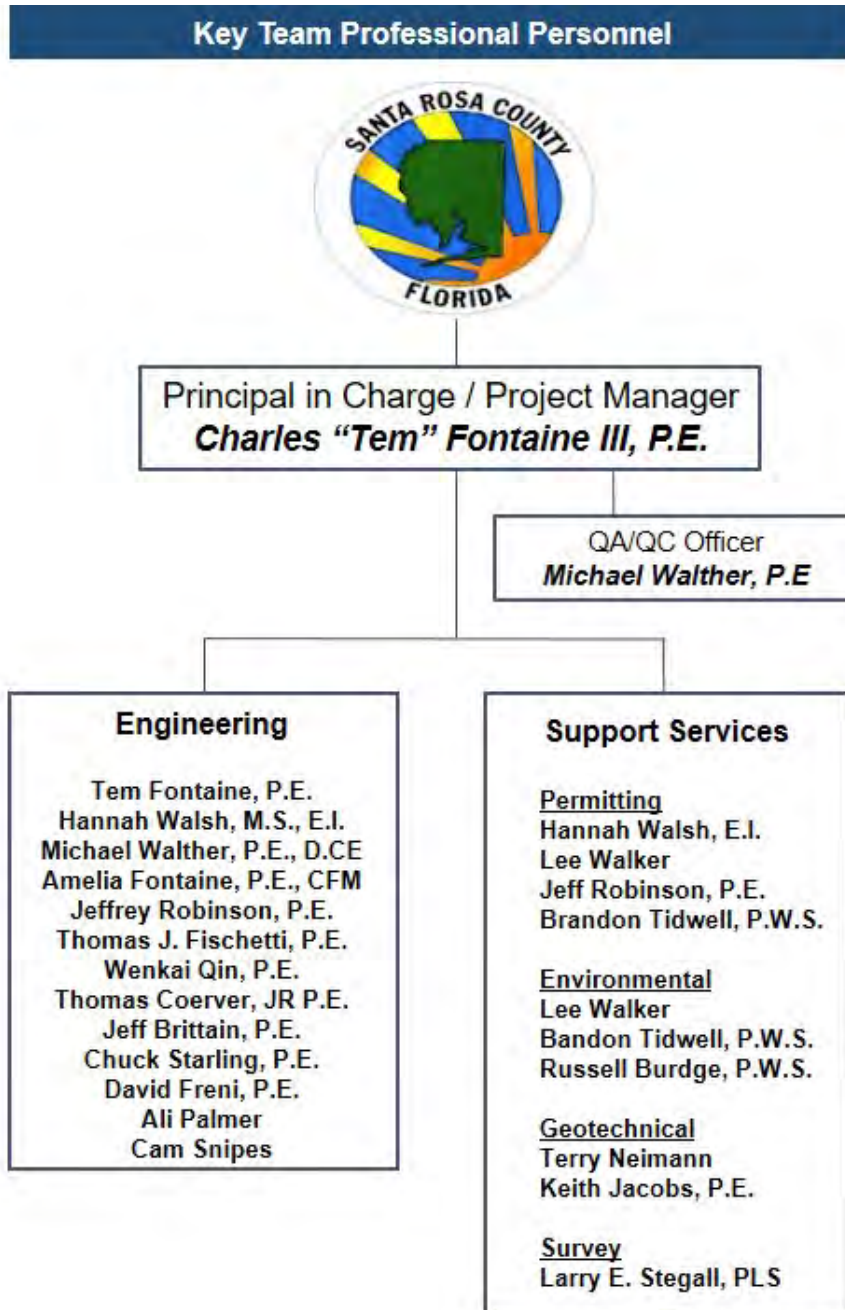 Key Team Professional Personnel
SANTA ROSA COUNTY
FLORIDA
Principal in Charge / Project Manager
Charles “Tem” Fontaine III, P.E.
QA/QC Officer
Michael Walther, P.E
Engineering
Tem Fontaine, P.E.
Hannah Walsh, M.S., E.I.
Michael Walther, P.E., D.CE
Amelia Fontaine, P.E., CFM
Jeffrey Robinson, P.E.
Thomas J. Fischetti, P.E.
Wenkai Qin, P.E.
Thomas Coerver, JR P.E.
Jeff Brittain, P.E.
Chuck Starling, P.E.
David Freni, P.E.
Ali Palmer
Cam Snipes
Support Services
Permitting
Hannah Walsh, E.I.
Lee Walker
Jeff Robinson, P.E.
Brandon Tidwell, P.W.S.
Environmental
Lee Walker
Bandon Tidwell, P.W.S.
Russell Burdge, P.W.S.
Geotechnical
Terry Neimann
Keith Jacobs, P.E.
Survey
Larry E. Stegall, PLS